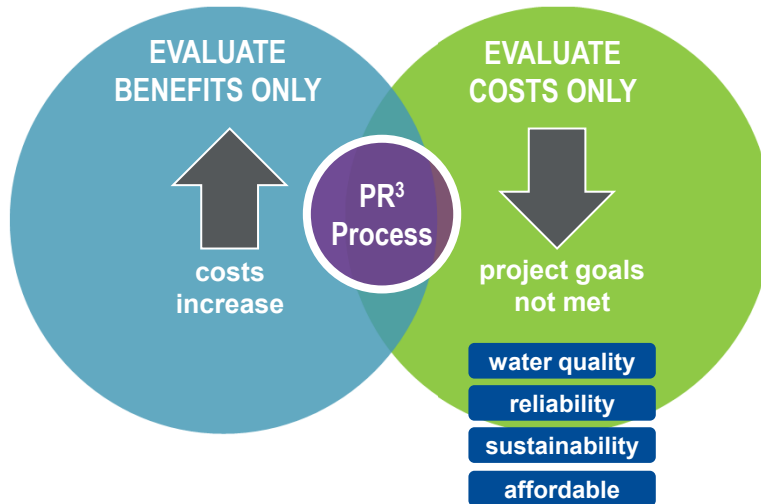 EVALUATE
BENEFITS ONLY
costs
increase
PR³
Process
EVALUATE
COSTS ONLY
project goals
not met
water quality
reliability
sustainability
affordable